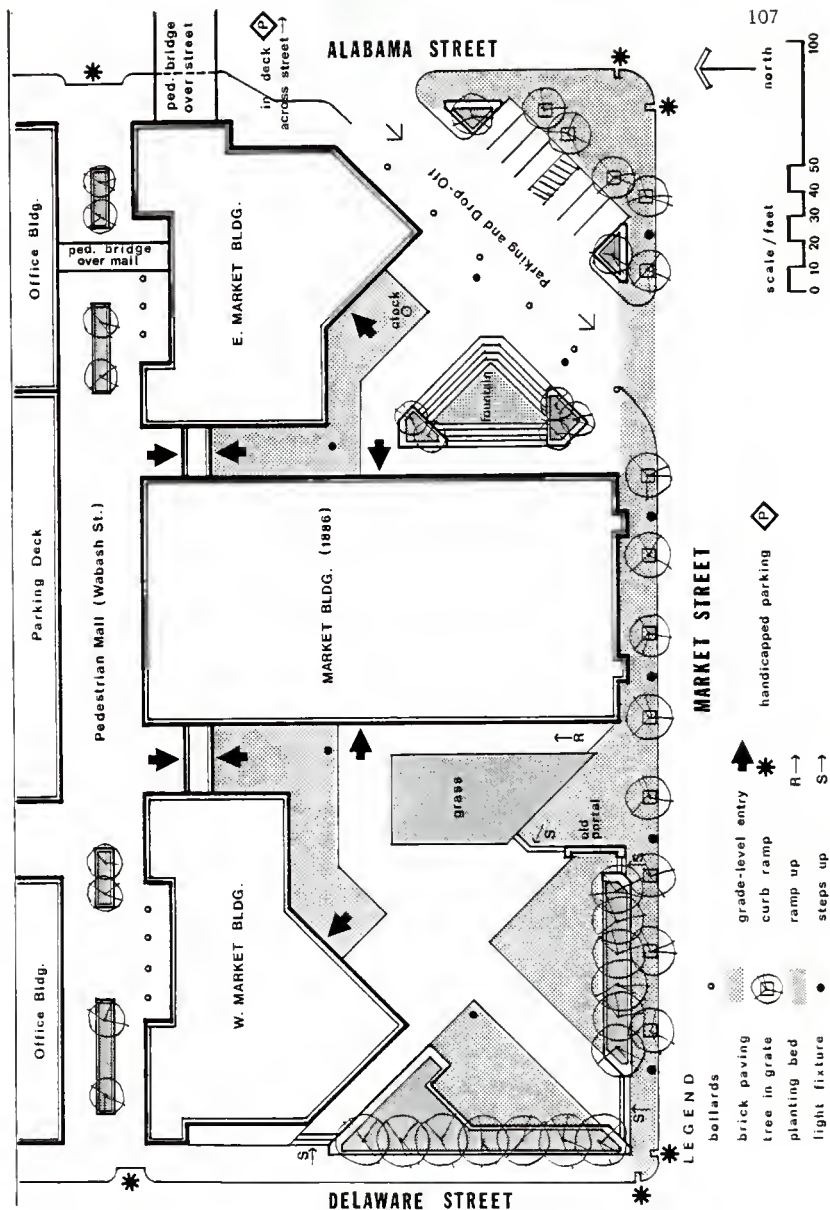 107
Office Bldg.
Parking Deck
Office Bldg.
Pedestrian Mall (Wabash St.)
ped. bridge
over mall
ped. bridge
over street
P
in deck
across street →
W. MARKET BLDG.
MARKET BLDG. (1886)
E. MARKET BLDG.
clock
fountain
Parking and Drop-Off
grass
old
portal
R
S
S
S
S
ALABAMA STREET
DELAWARE STREET
MARKET STREET
LEGEND
bollards
brick paving
tree in grate
planting bed
light fixture
grade-level entry
curb ramp
ramp up R→
steps up S→
handicapped parking P
scale/feet
0 10 20 30 40 50 100
north